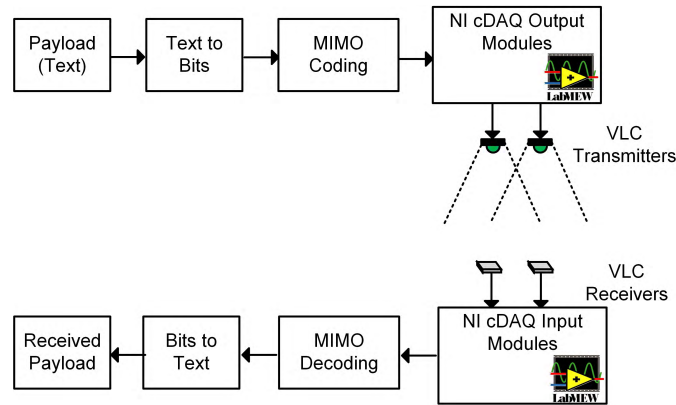 Payload
(Text)
Text to
Bits
MIMO
Coding
NI cDAQ Output
Modules
LabVIEW
VLC
Transmitters
VLC
Receivers
Received
Payload
Bits to
Text
MIMO
Decoding
NI cDAQ Input
Modules
LabVIEW